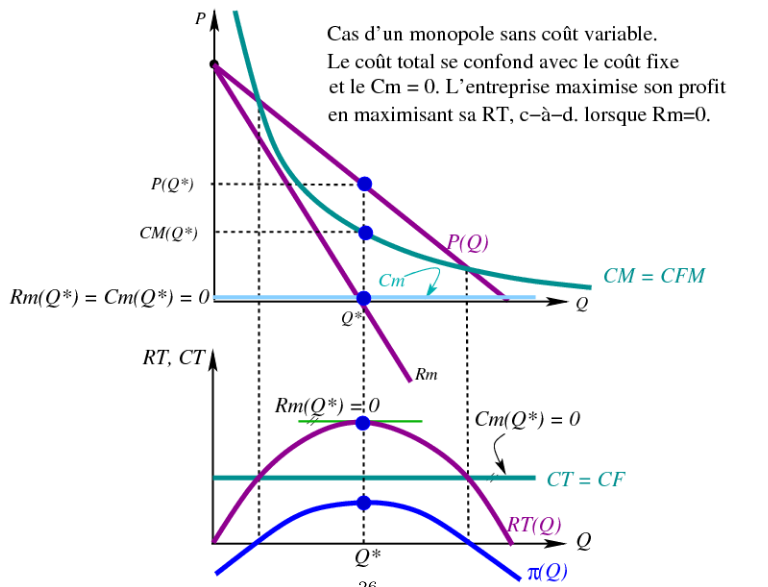 P
Cas d'un monopole sans coût variable.
Le coût total se confond avec le coût fixe
et le Cm = 0. L'entreprise maximise son profit
en maximisant sa RT, c–à–d. lorsque Rm=0.
P(Q*)
CM(Q*)
P(Q)
Cm
CM = CFM
Rm(Q*) = Cm(Q*) = 0
Q
Q*
RT, CT
Rm
Rm(Q*) = 0
Cm(Q*) = 0
CT = CF
RT(Q)
Q
Q*
π(Q)
26